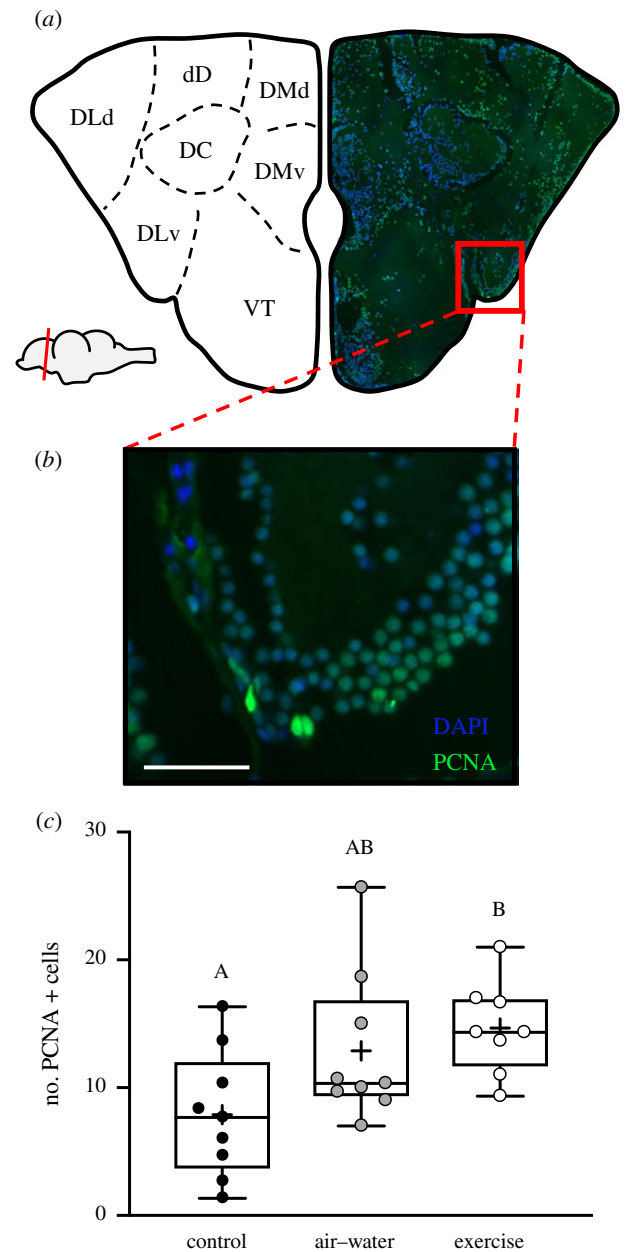 (a)
dD
DMd
DLd
DC
DMv
DLv
VT
(b)
DAPI
PCNA
(c)
30
20
10
0
no. PCNA + cells
A
AB
B
control
air–water
exercise